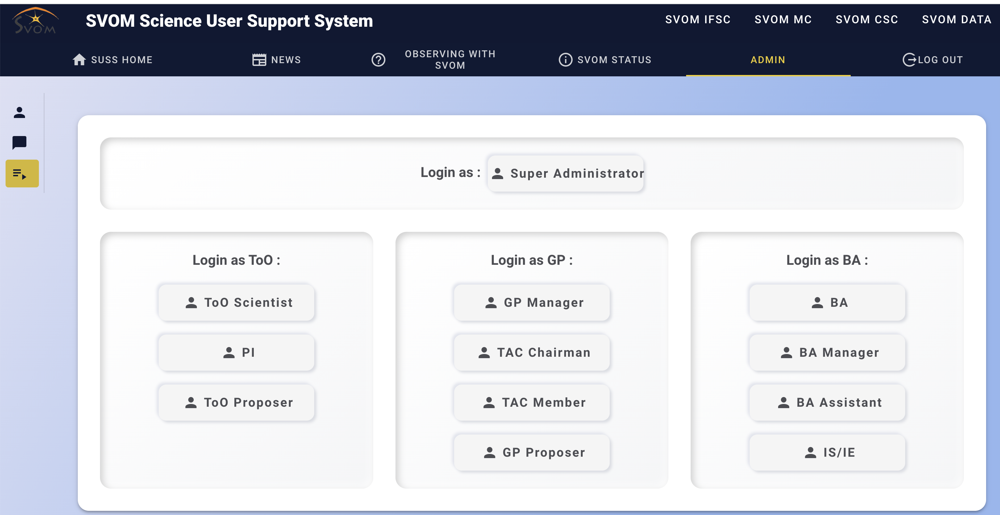 SVOM
SVOM Science User Support System
SVOM IFSC
SVOM MC
SVOM CSC
SVOM DATA
SUSS HOME
NEWS
OBSERVING WITH
SVOM
SVOM STATUS
ADMIN
LOG OUT
Login as :
Super Administrator
Login as ToO :
ToO Scientist
PI
ToO Proposer
Login as GP :
GP Manager
TAC Chairman
TAC Member
GP Proposer
Login as BA :
BA
BA Manager
BA Assistant
IS/IE